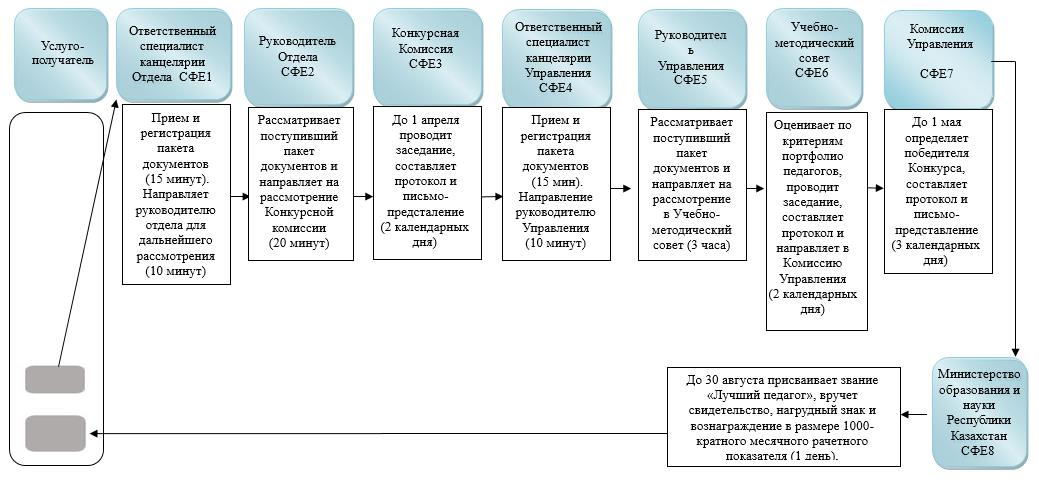 Услуго-
получатель
Ответственный
специалист
канцелярии
Отдела СФЕ1
Руководитель
Отдела
СФЕ2
Конкурсная
Комиссия
СФЕ3
Ответственный
специалист
канцелярии
Управления
СФЕ4
Руководител
ь
Управления
СФЕ5
Учебно-
методический
совет
СФЕ6
Комиссия
Управления
СФЕ7
Прием и
регистрация
пакета
документов
(15 минут).
Направляет
руководителю
отдела для
дальнейшего
рассмотрения
(10 минут)
Рассматривает
поступивший
пакет
документов и
направляет на
рассмотрение
Конкурсной
комиссии
(20 минут)
До 1 апреля
проводит
заседание,
составляет
протокол и
письмо-
предсталение
(2 календарных
дня)
Прием и
регистрация
пакета
документов
(15 мин).
Направление
руководителю
Управления
(10 минут)
Рассматривает
поступивший
пакет
документов и
направляет на
рассмотрение
в Учебно-
методический
совет (3 часа)
Оценивает по
критериям
портфолио
педагогов,
проводит
заседание,
составляет
протокол и
направляет в
Комиссию
Управления
(2 календарных
дня)
До 1 мая
определяет
победителя
Конкурса,
составляет
протокол и
письмо-
представление
(3 календарных
дня)
Министерство
образования и
науки
Республики
Казахстан
СФЕ8
До 30 августа присваивает звание
«Лучший педагог», вручет
свидетельство, нагрудный знак и
вознаграждение в размере 1000-
кратного месячного рачетного
показателя (1 день).